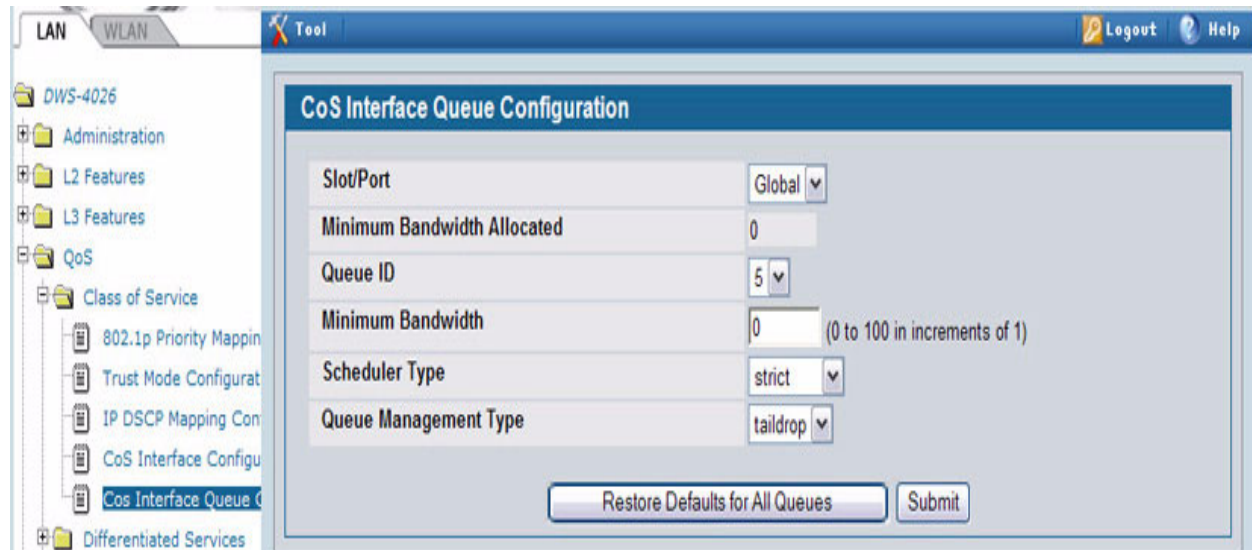 LAN WLAN Tool Logout Help
DWS-4026
Administration
L2 Features
L3 Features
QoS
Class of Service
802.1p Priority Mappin
Trust Mode Configurat
IP DSCP Mapping Con
CoS Interface Configu
Cos Interface Queue C
Differentiated Services
CoS Interface Queue Configuration
Slot/Port Global
Minimum Bandwidth Allocated 0
Queue ID 5
Minimum Bandwidth 0 (0 to 100 in increments of 1)
Scheduler Type strict
Queue Management Type taildrop
Restore Defaults for All Queues Submit